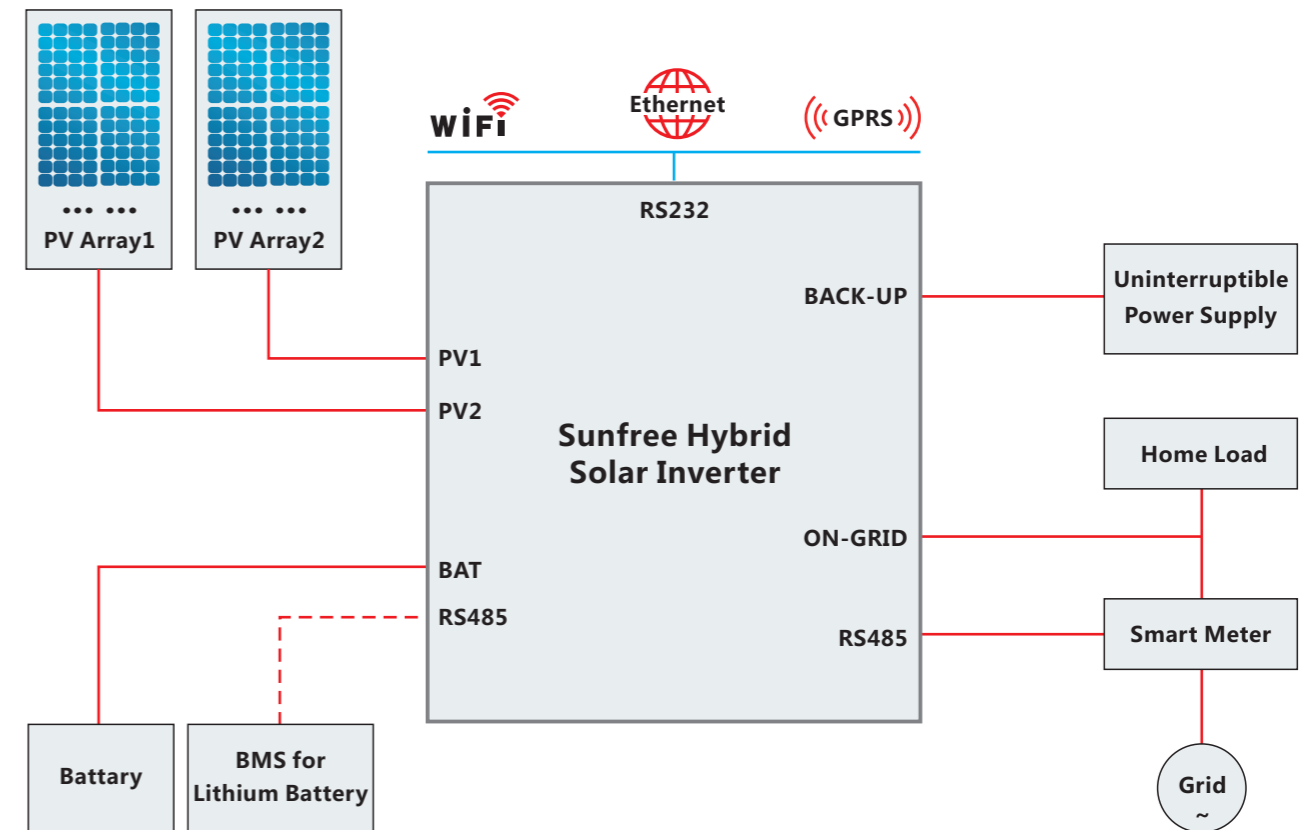 WiFi
Ethernet
GPRS
PV Array1
PV Array2
RS232
BACK-UP
Uninterruptible
Power Supply
PV1
PV2
Sunfree Hybrid
Solar Inverter
Home Load
ON-GRID
BAT
RS485
RS485
Smart Meter
Battary
BMS for
Lithium Battery
Grid
~